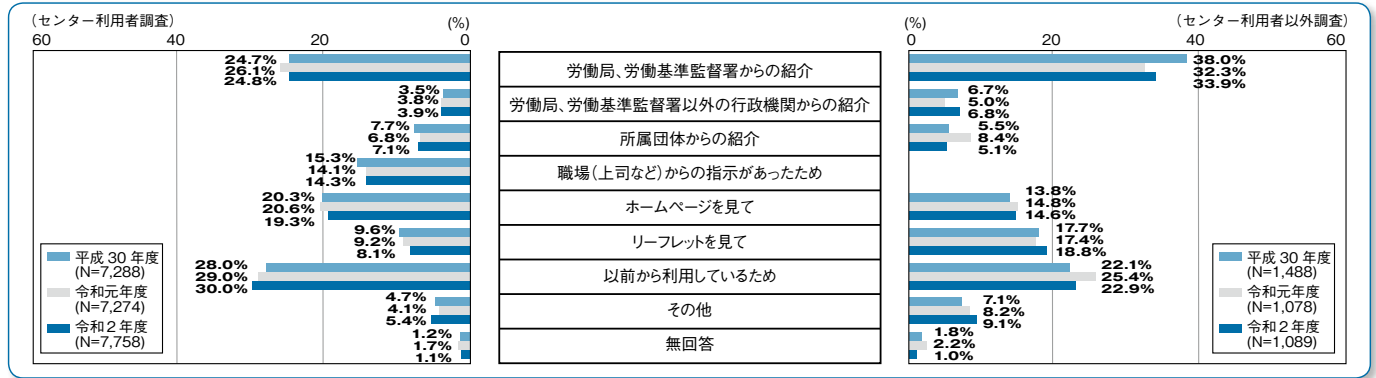 (センター利用者調査)
(%)
(センター利用者以外調査)
60 40 20 0
0 20 40 60
24.7%
26.1%
24.8%
労働局、労働基準監督署からの紹介
38.0%
32.3%
33.9%
3.5%
3.8%
3.9%
労働局、労働基準監督署以外の行政機関からの紹介
6.7%
5.0%
6.8%
7.7%
6.8%
7.1%
所属団体からの紹介
5.5%
8.4%
5.1%
15.3%
14.1%
14.3%
職場(上司など)からの指示があったため
20.3%
20.6%
19.3%
ホームページを見て
13.8%
14.8%
14.6%
9.6%
9.2%
8.1%
リーフレットを見て
17.7%
17.4%
18.8%
28.0%
29.0%
30.0%
以前から利用しているため
22.1%
25.4%
22.9%
4.7%
4.1%
5.4%
その他
7.1%
8.2%
9.1%
1.2%
1.7%
1.1%
無回答
1.8%
2.2%
1.0%
平成30年度
(N=7,288)
令和元年度
(N=7,274)
令和2年度
(N=7,758)
平成30年度
(N=1,488)
令和元年度
(N=1,078)
令和2年度
(N=1,089)